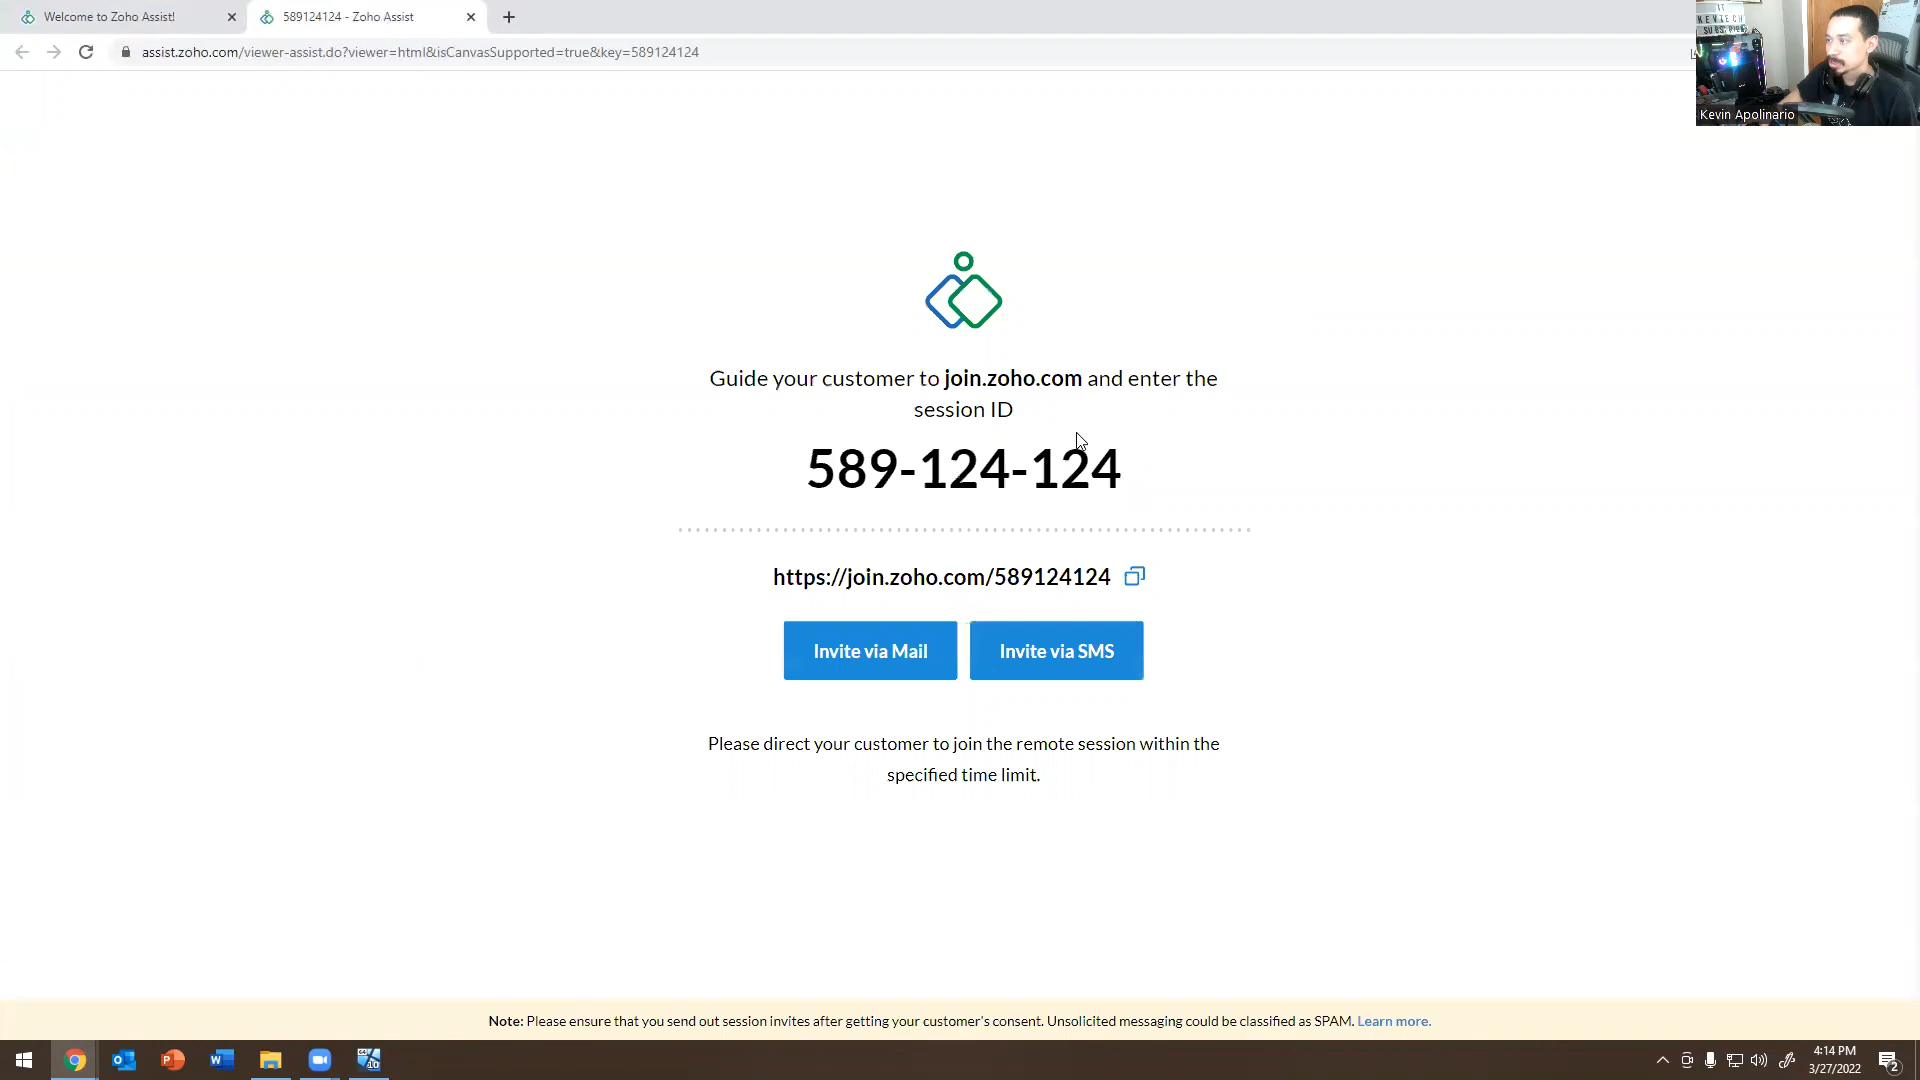 Welcome to Zoho Assist!
589124124 - Zoho Assist
assist.zoho.com/viewer-assist.do?viewer=html&isCanvasSupported=true&key=589124124
IT
KEVTECH
SUPPORT
Kevin Apolinario
Guide your customer to join.zoho.com and enter the
session ID
589-124-124
https://join.zoho.com/589124124
Invite via Mail
Invite via SMS
Please direct your customer to join the remote session within the
specified time limit.
Note: Please ensure that you send out session invites after getting your customer's consent. Unsolicited messaging could be classified as SPAM. Learn more.
4:14 PM
3/27/2022
2